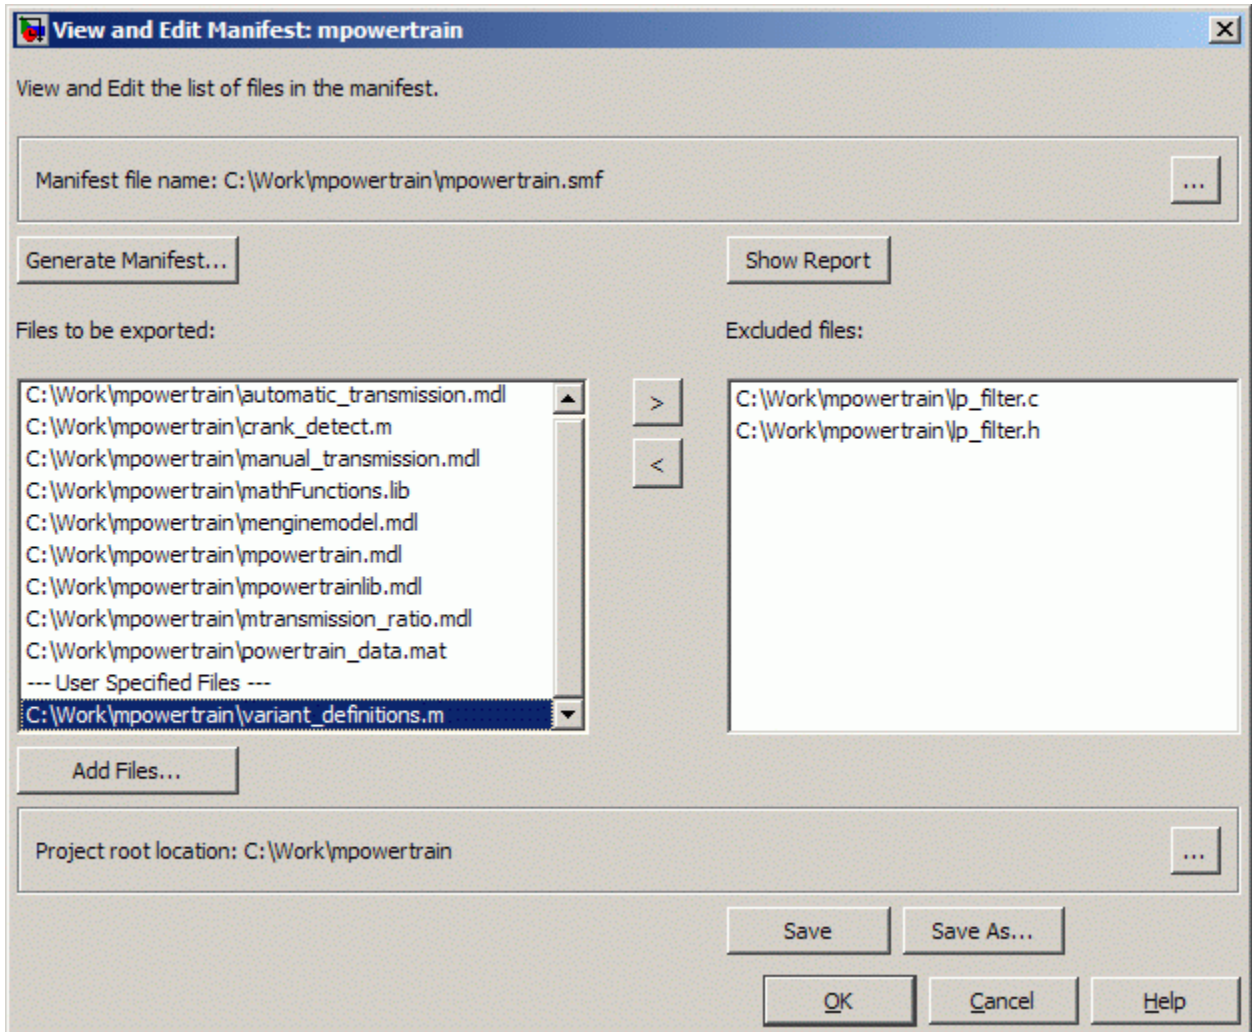 View and Edit Manifest: mpowertrain
View and Edit the list of files in the manifest.
Manifest file name: C:\Work\mpowertrain\mpowertrain.smf
...
Generate Manifest...
Show Report
Files to be exported:
Excluded files:
C:\Work\mpowertrain\automatic_transmission.mdl
C:\Work\mpowertrain\crank_detect.m
C:\Work\mpowertrain\manual_transmission.mdl
C:\Work\mpowertrain\mathFunctions.lib
C:\Work\mpowertrain\menginemodel.mdl
C:\Work\mpowertrain\mpowertrain.mdl
C:\Work\mpowertrain\mpowertrainlib.mdl
C:\Work\mpowertrain\mtransmission_ratio.mdl
C:\Work\mpowertrain\powertrain_data.mat
--- User Specified Files ---
C:\Work\mpowertrain\variant_definitions.m
>
<
C:\Work\mpowertrain\lp_filter.c
C:\Work\mpowertrain\lp_filter.h
Add Files...
Project root location: C:\Work\mpowertrain
...
Save
Save As...
OK
Cancel
Help